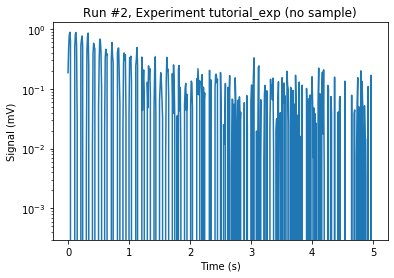 Run #2, Experiment tutorial_exp (no sample)
Signal (mV)
10⁰
10⁻¹
10⁻²
10⁻³
0 1 2 3 4 5
Time (s)